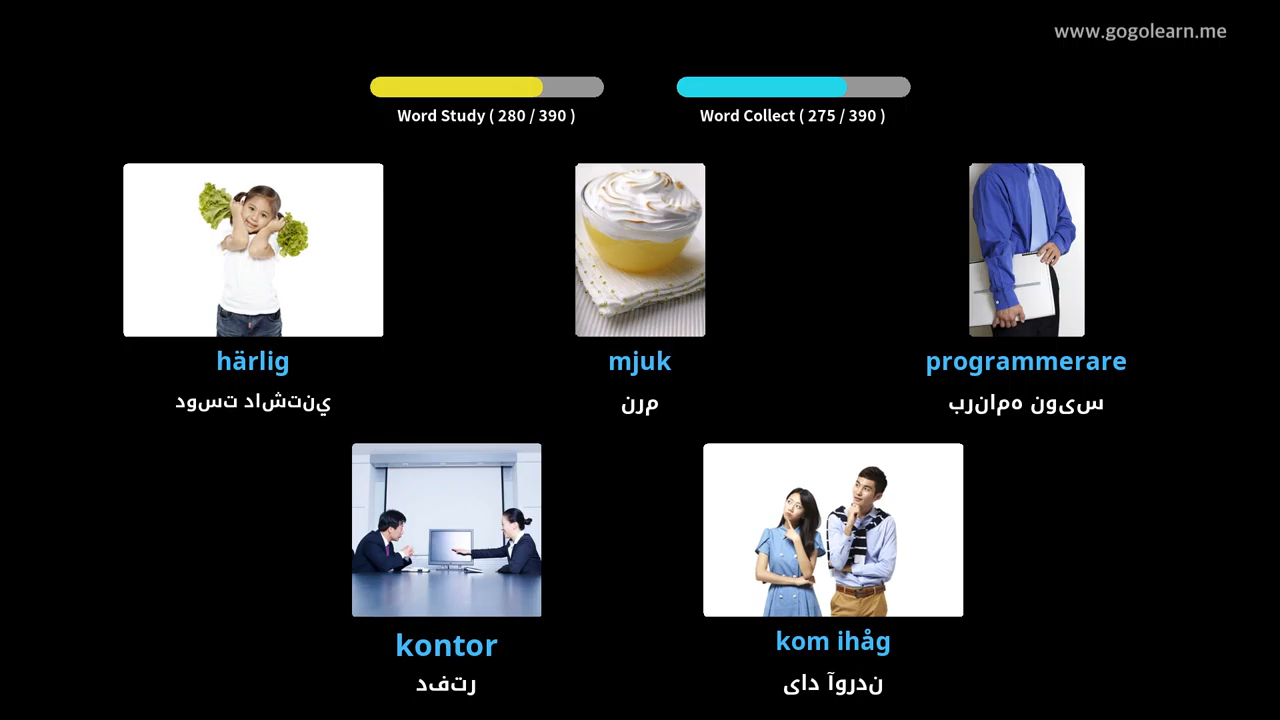 www.gogolearn.me
Word Study ( 280 / 390 )
Word Collect ( 275 / 390 )
härlig
mjuk
programmerare
ينتشاد تسود
مرن
سیون همانرب
kontor
kom ihåg
رتفد
ندروآ دای